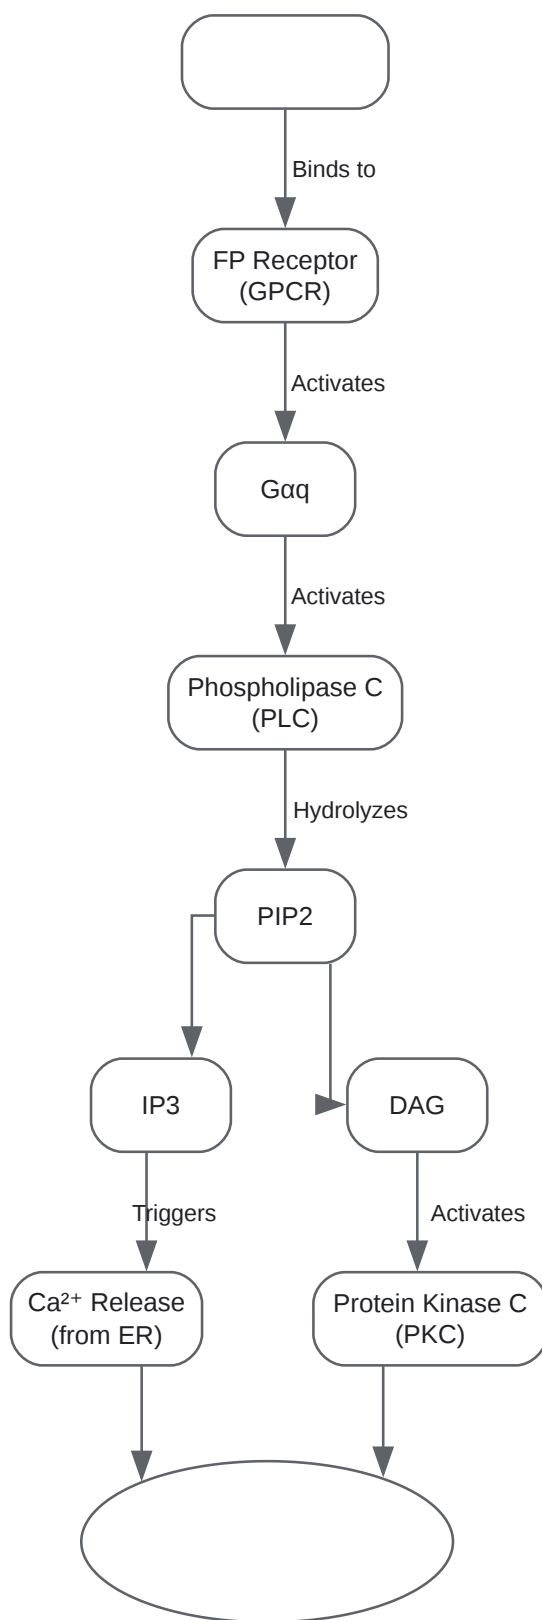 Binds to
FP Receptor
(GPCR)
Activates
Gαq
Activates
Phospholipase C
(PLC)
Hydrolyzes
PIP2
IP3
DAG
Triggers
Activates
Ca²⁺ Release
(from ER)
Protein Kinase C
(PKC)